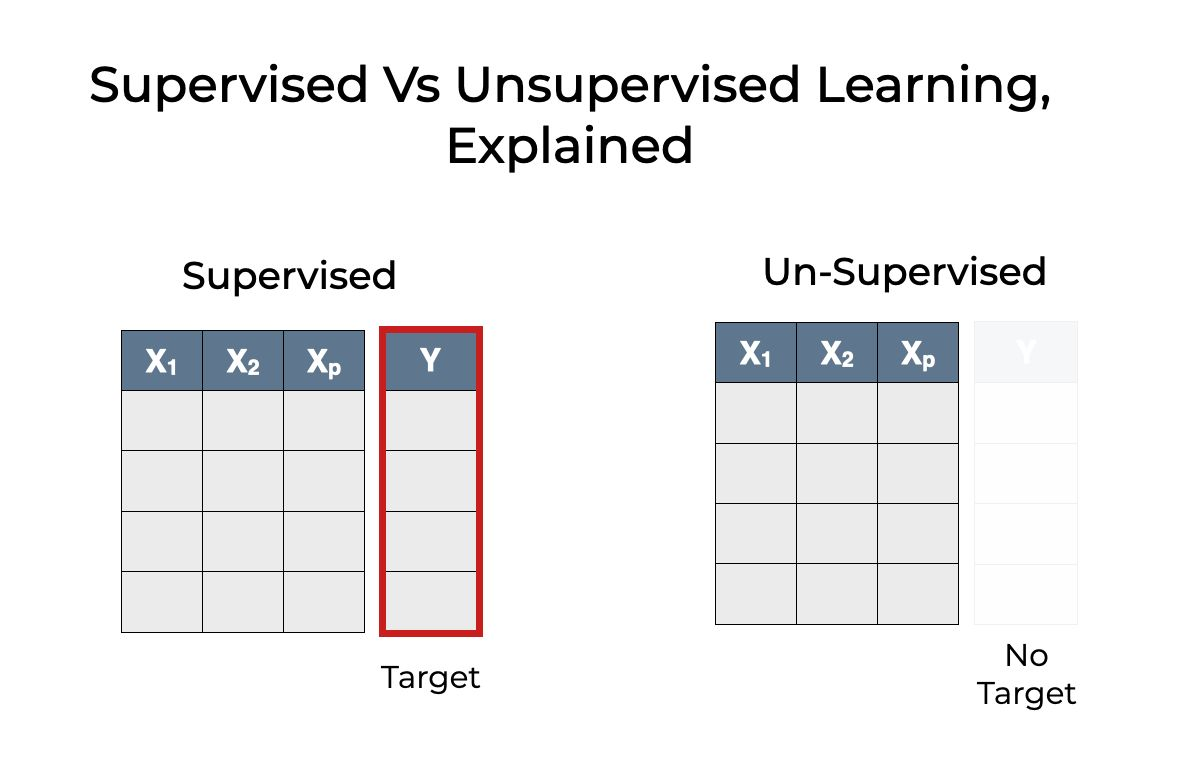 Supervised Vs Unsupervised Learning,
Explained
Supervised
X₁ X₂ Xₚ Y
Target
Un-Supervised
X₁ X₂ Xₚ Y
No
Target